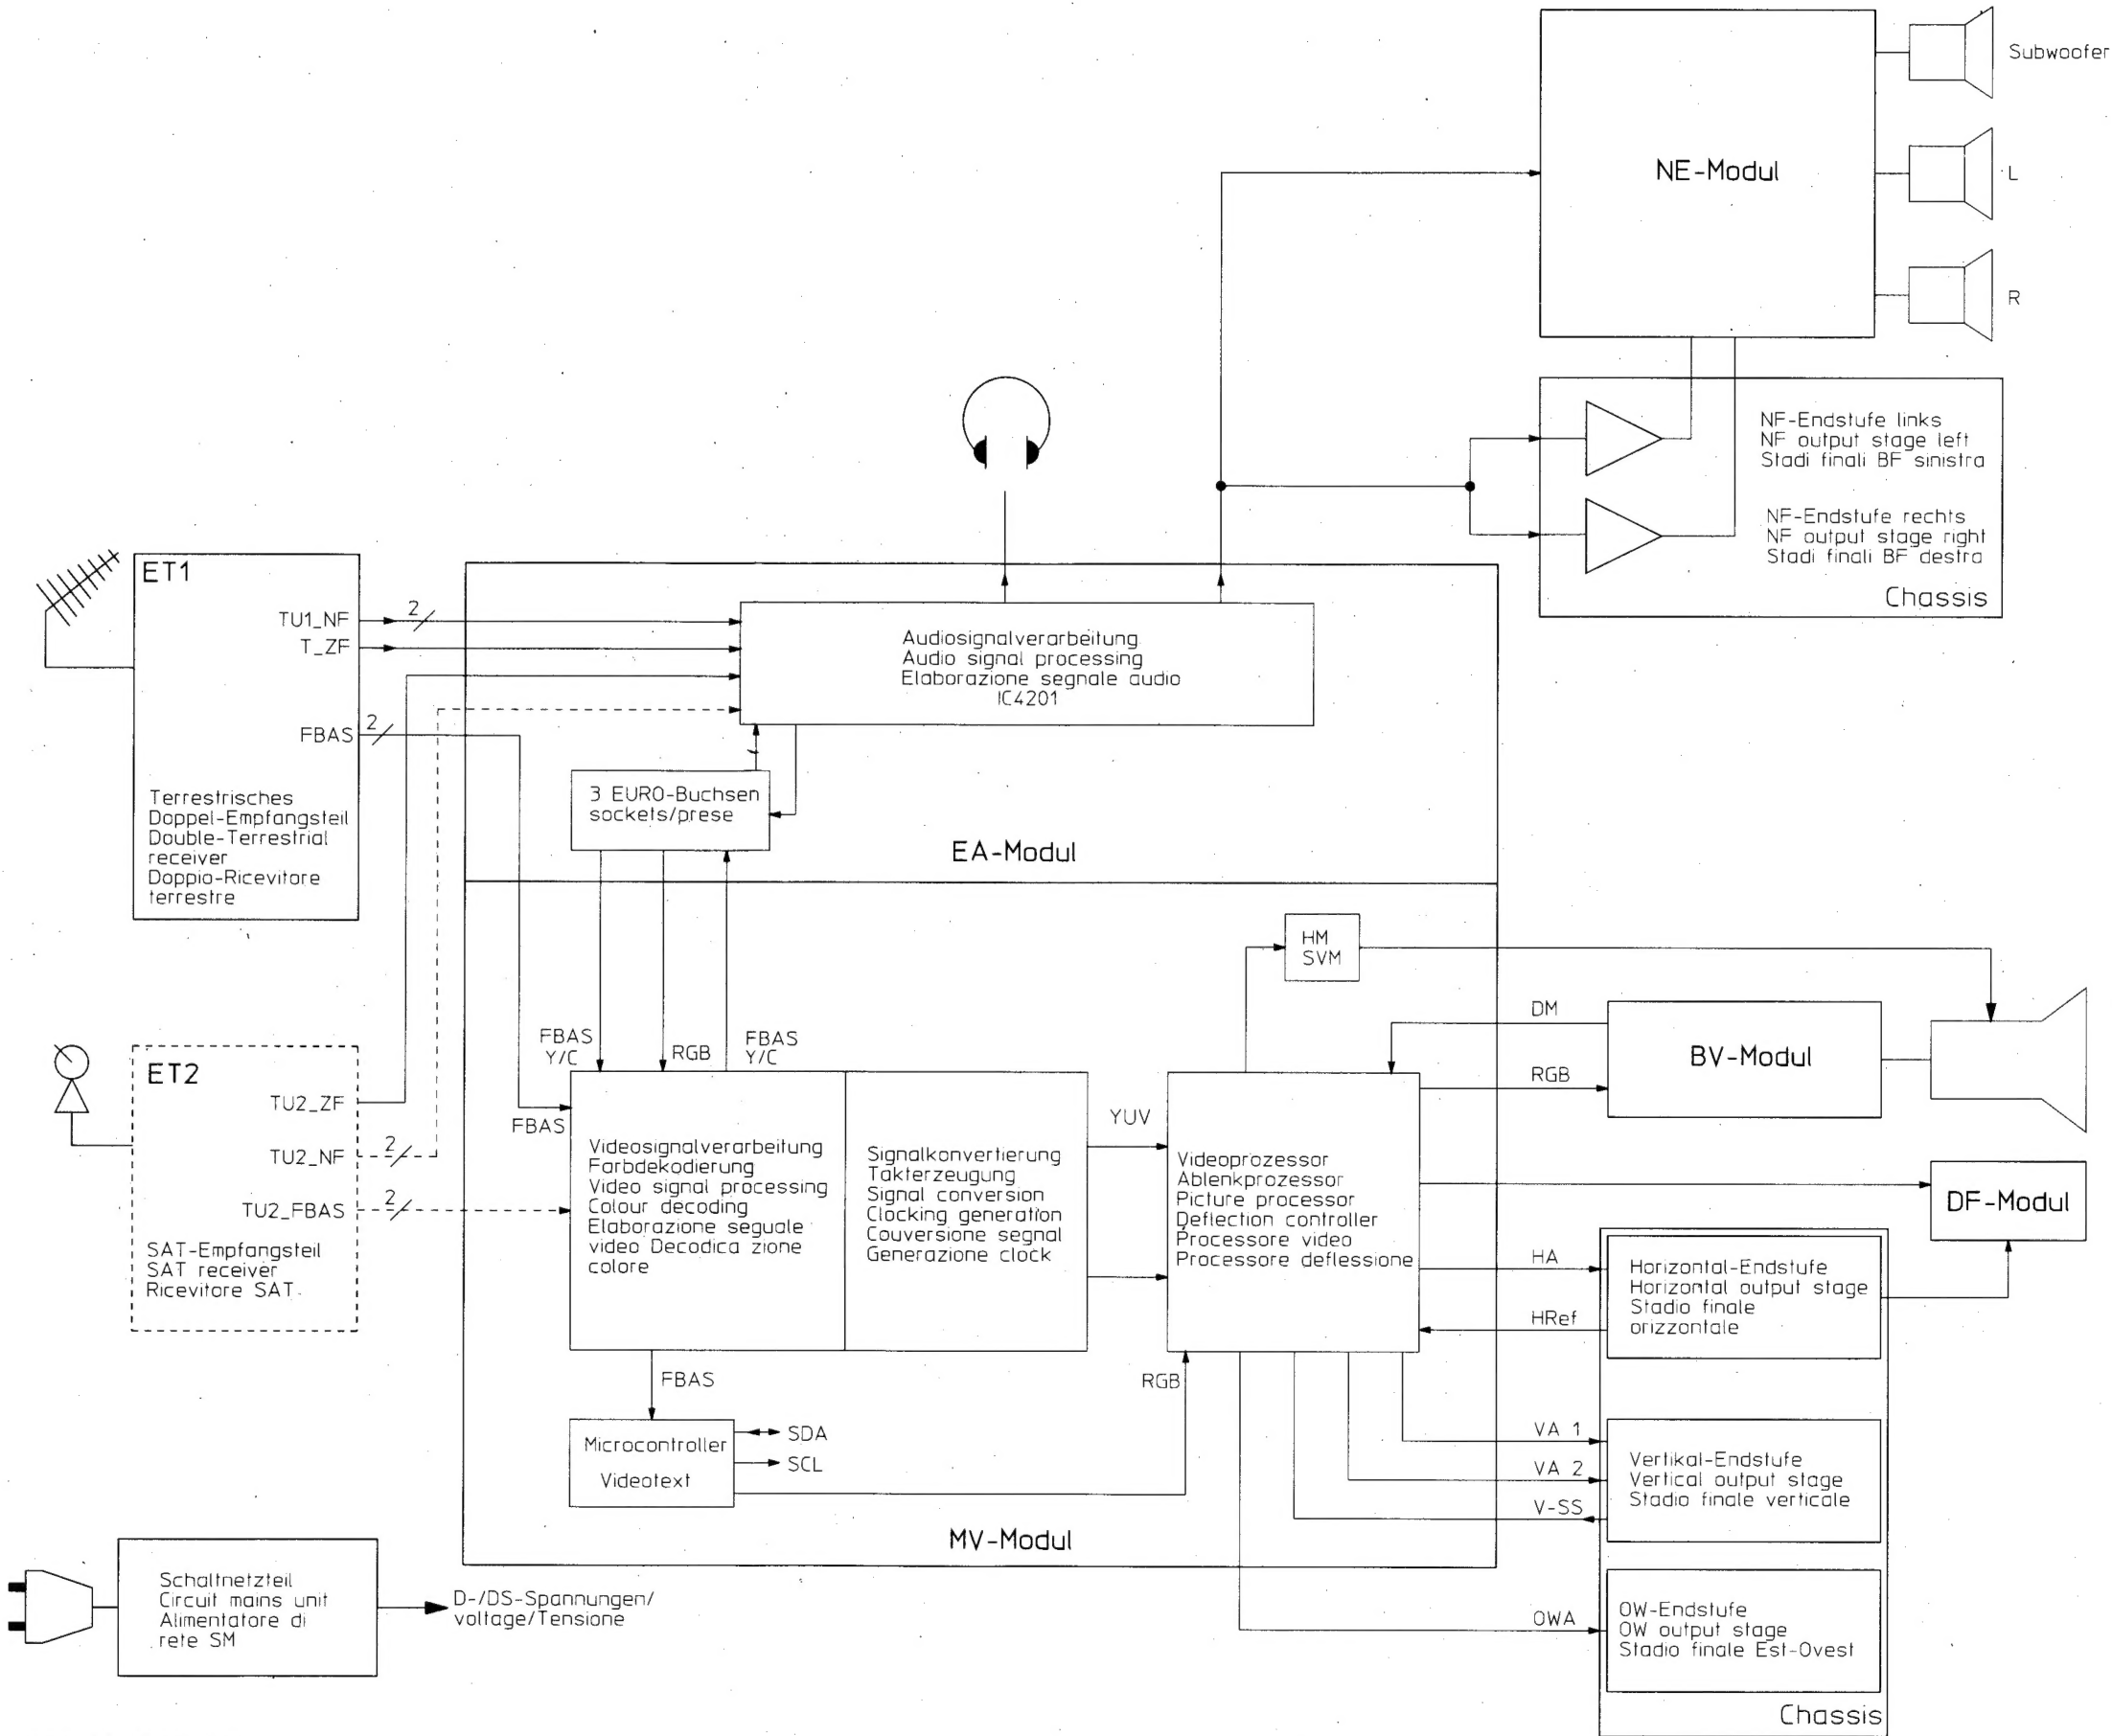 Subwoofer
NE-Modul
L
R
NF-Endstufe links
NF output stage left
Stadi finali BF sinistra
NF-Endstufe rechts
NF output stage right
Stadi finali BF destra
Chassis
ET1
TU1_NF
2
T_ZF
FBAS
2
Terrestrisches
Doppel-Empfangsteil
Double-Terrestrial
receiver
Doppio-Ricevitore
terrestre
Audiosignalverarbeitung
Audio signal processing
Elaborazione segnale audio
IC4201
3 EURO-Buchsen
sockets/prese
EA-Modul
HM
SVM
FBAS
Y/C
RGB
FBAS
Y/C
FBAS
DM
RGB
BV-Modul
ET2
TU2_ZF
TU2_NF
2
TU2_FBAS
2
SAT-Empfangsteil
SAT receiver
Ricevitore SAT
Videosignalverarbeitung
Farbdekodierung
Video signal processing
Colour decoding
Elaborazione seguale
video Decodica zione
colore
Signalkonvertierung
Takterzeugung
Signal conversion
Clocking generation
Couversione segnal
Generazione clock
YUV
Videoprozessor
Ablenkprozessor
Picture processor
Deflection controller
Processore video
Processore deflessione
DF-Modul
HA
HRef
Horizontal-Endstufe
Horizontal output stage
Stadio finale
orizzontale
FBAS
RGB
Microcontroller
Videotext
SDA
SCL
VA 1
VA 2
V-SS
Vertikal-Endstufe
Vertical output stage
Stadio finale verticale
MV-Modul
OWA
OW-Endstufe
OW output stage
Stadio finale Est-Ovest
Chassis
Schaltnetzteil
Circuit mains unit
Alimentatore di
rete SM
D-/DS-Spannungen/
voltage/Tensione